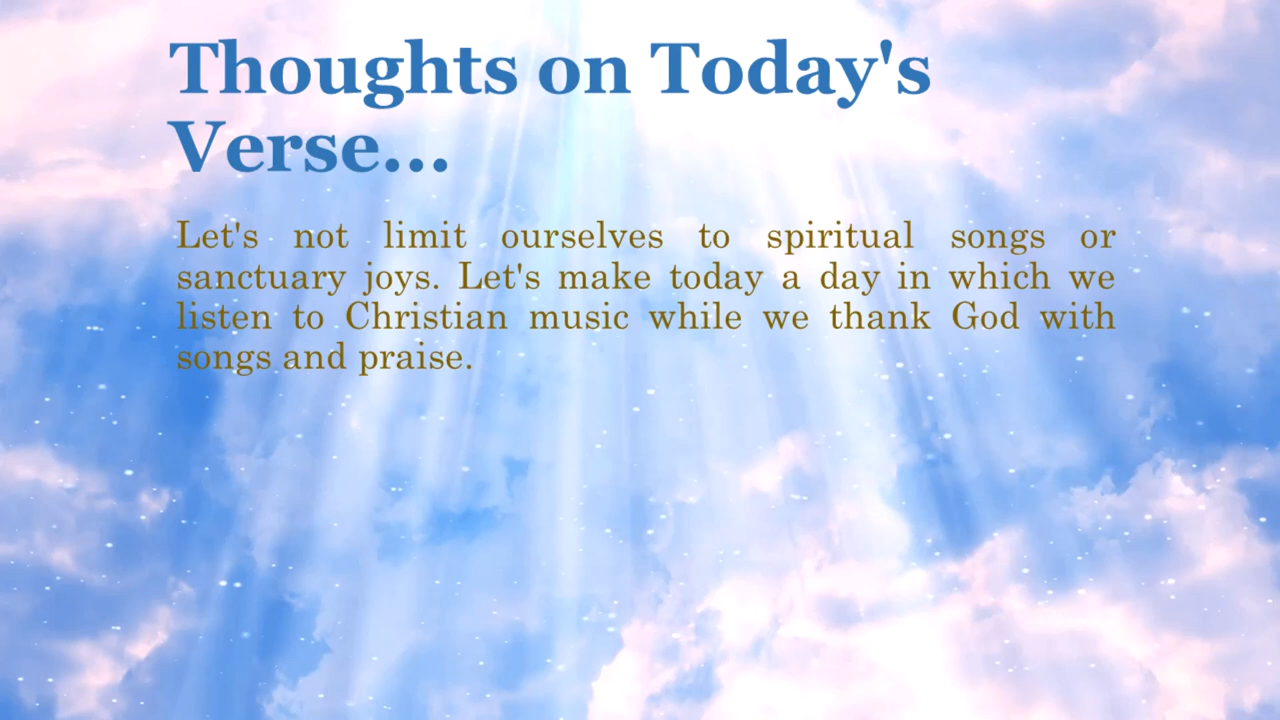 Thoughts on Today's
Verse...
Let's not limit ourselves to spiritual songs or
sanctuary joys. Let's make today a day in which we
listen to Christian music while we thank God with
songs and praise.